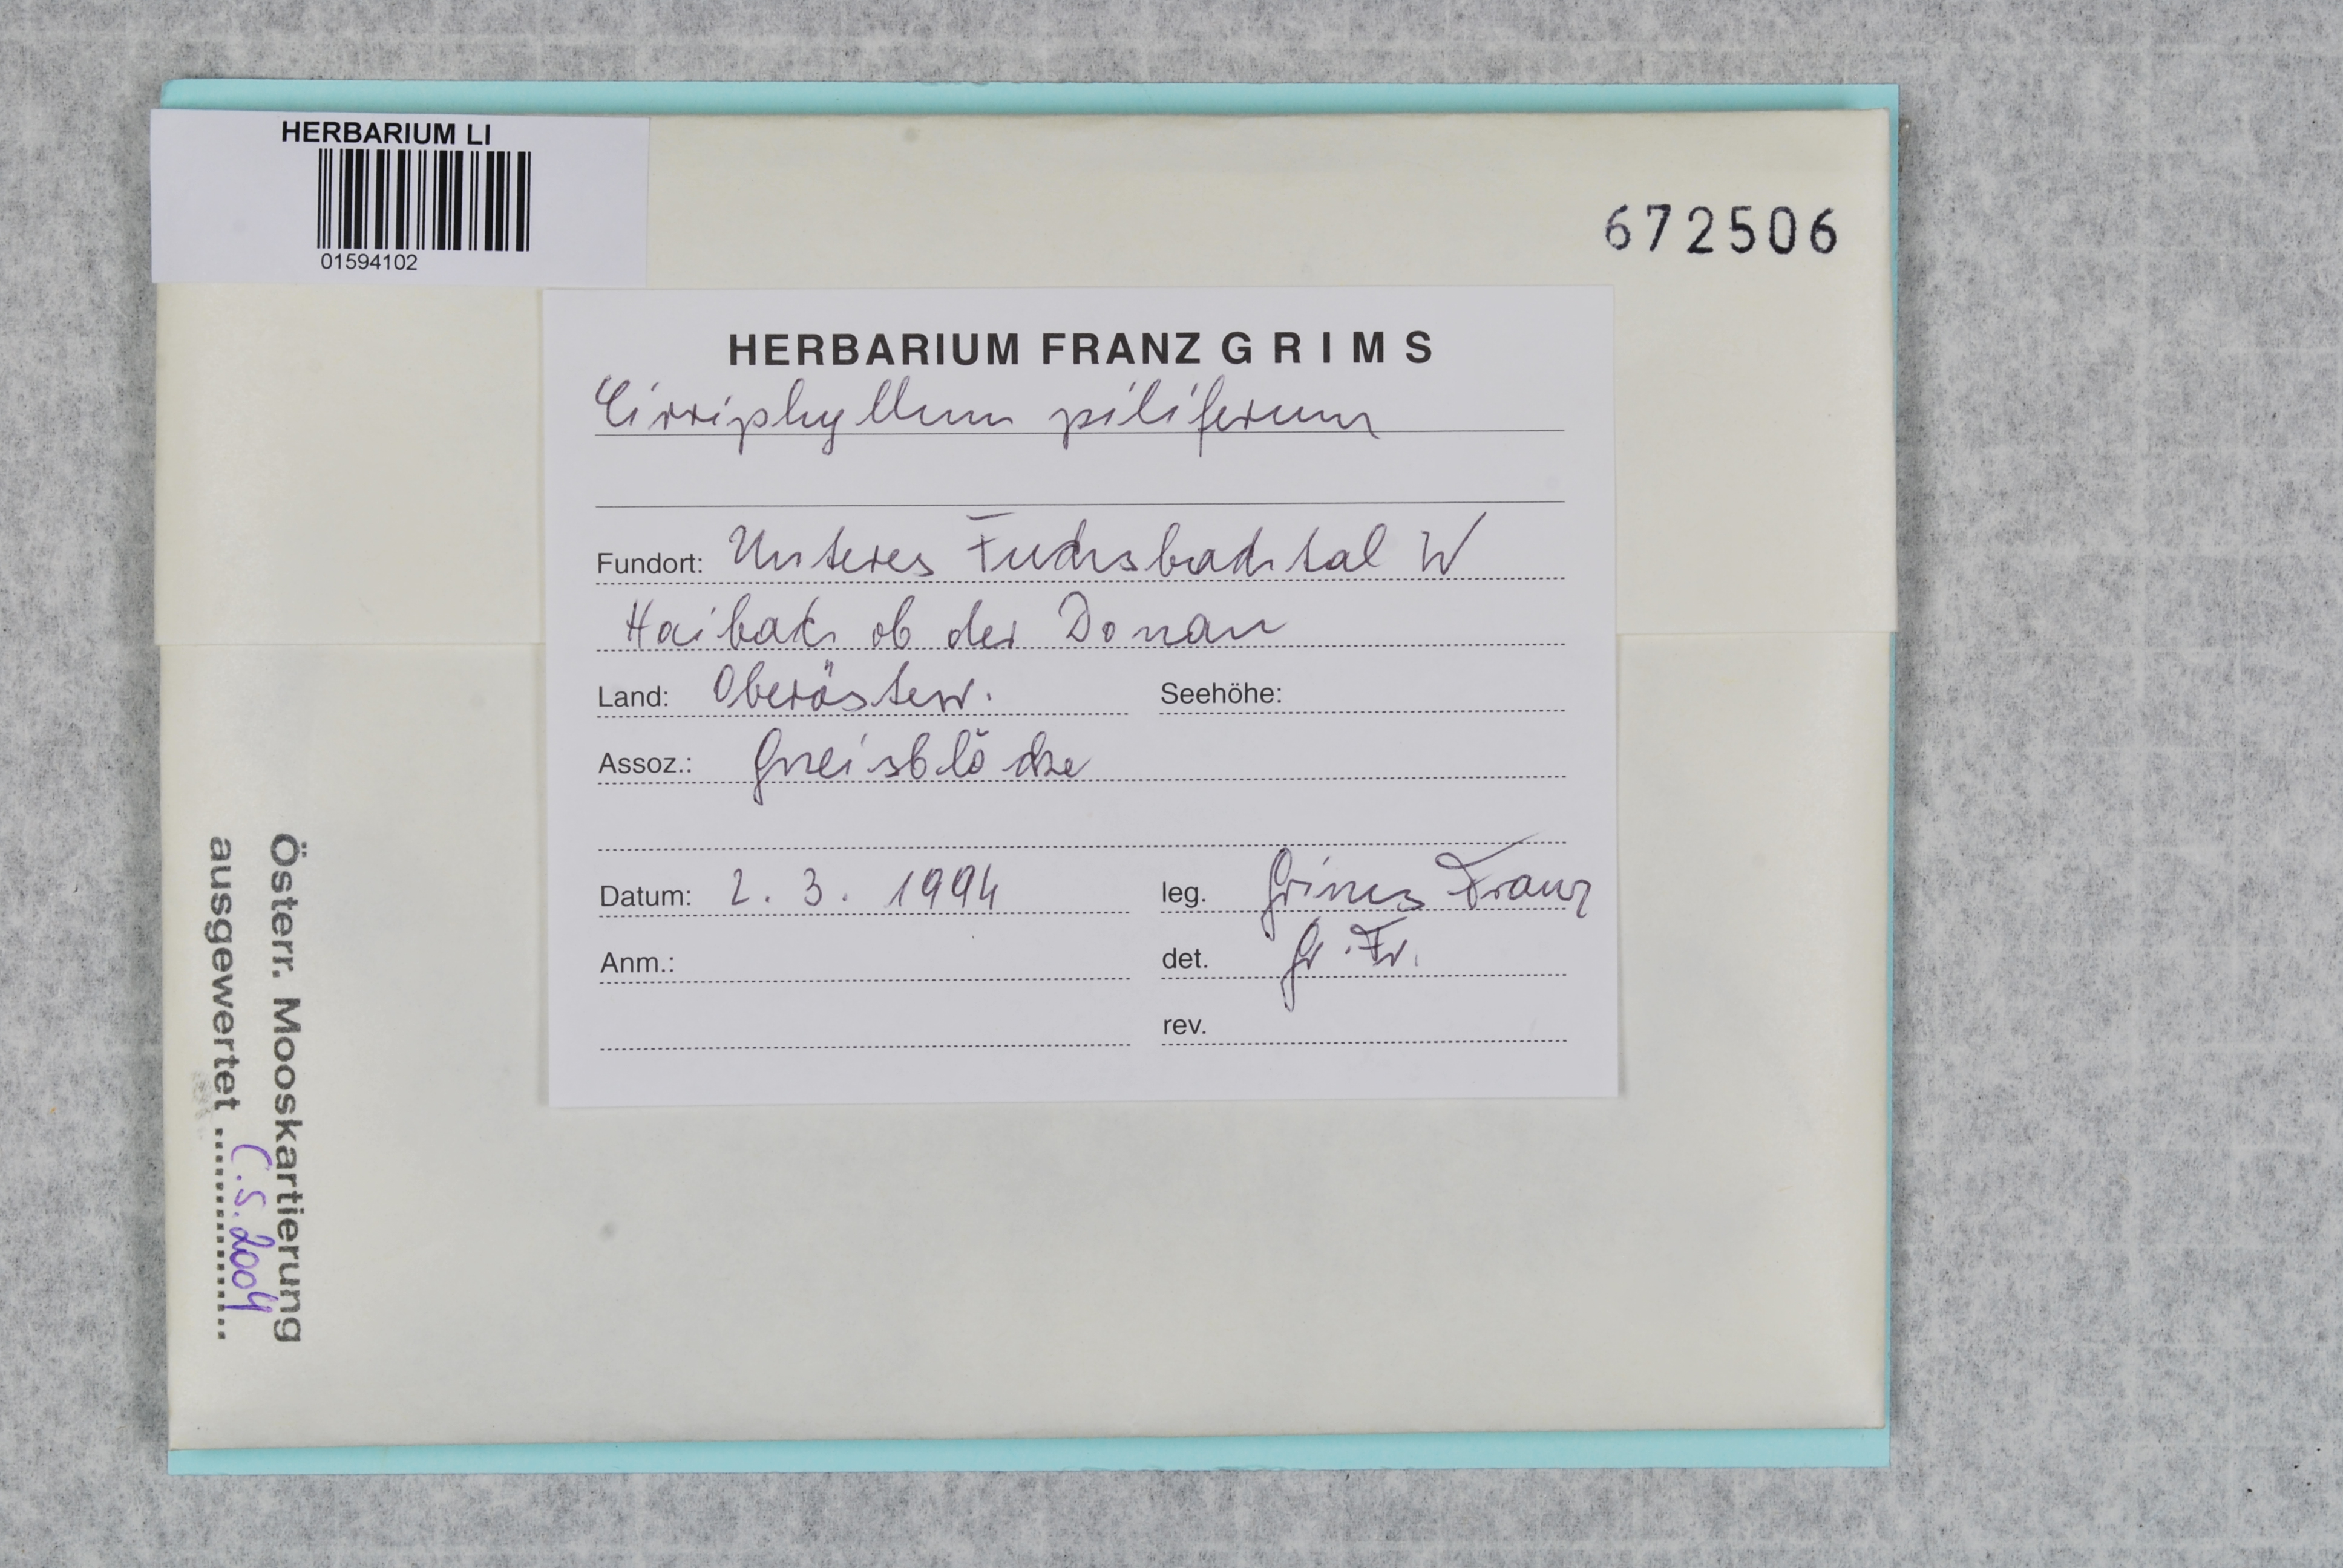 HERBARIUM LI
01594102
672506
HERBARIUM FRANZ G R I M S
Cirriphyllum piliferum
Fundort: Unteres Fuchsbachtal W
Haibach ob der Donau
Land: Oberösterr. Seehöhe:
Assoz.: Gneisblöcke
Datum: 2. 3. 1994 leg. Grims Franz
Anm.: det. Gr. Fr.
rev.
Österr. Mooskartierung
ausgewertet C.S. 2004